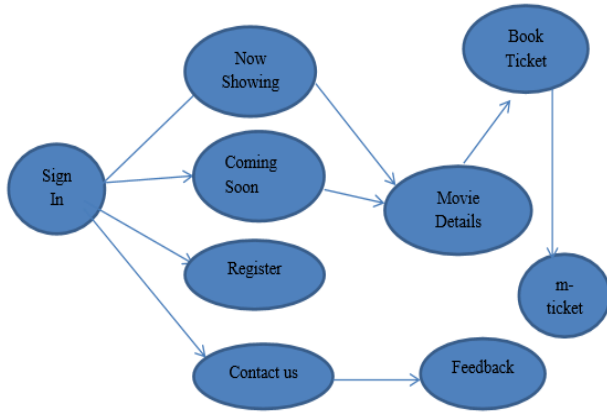 Book
Ticket
Now
Showing
Coming
Soon
Sign
In
Movie
Details
Register
m-
ticket
Contact us
Feedback